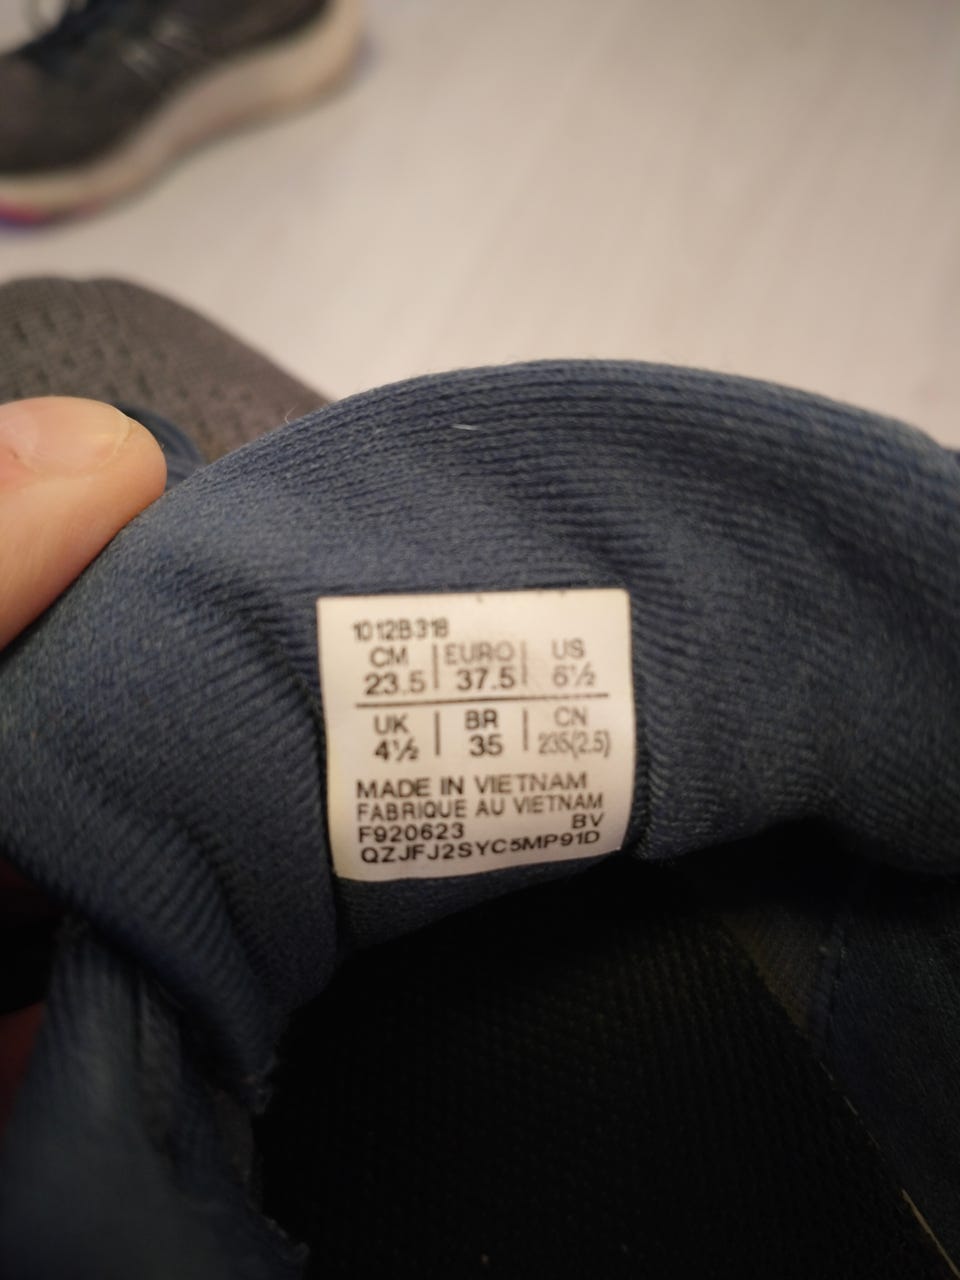 1012B318
CM | EURO | US
23.5 | 37.5 | 6½
UK | BR | CN
4½ | 35 | 235(2.5)
MADE IN VIETNAM
FABRIQUE AU VIETNAM
F920623 BV
QZJFJ2SYC5MP91D